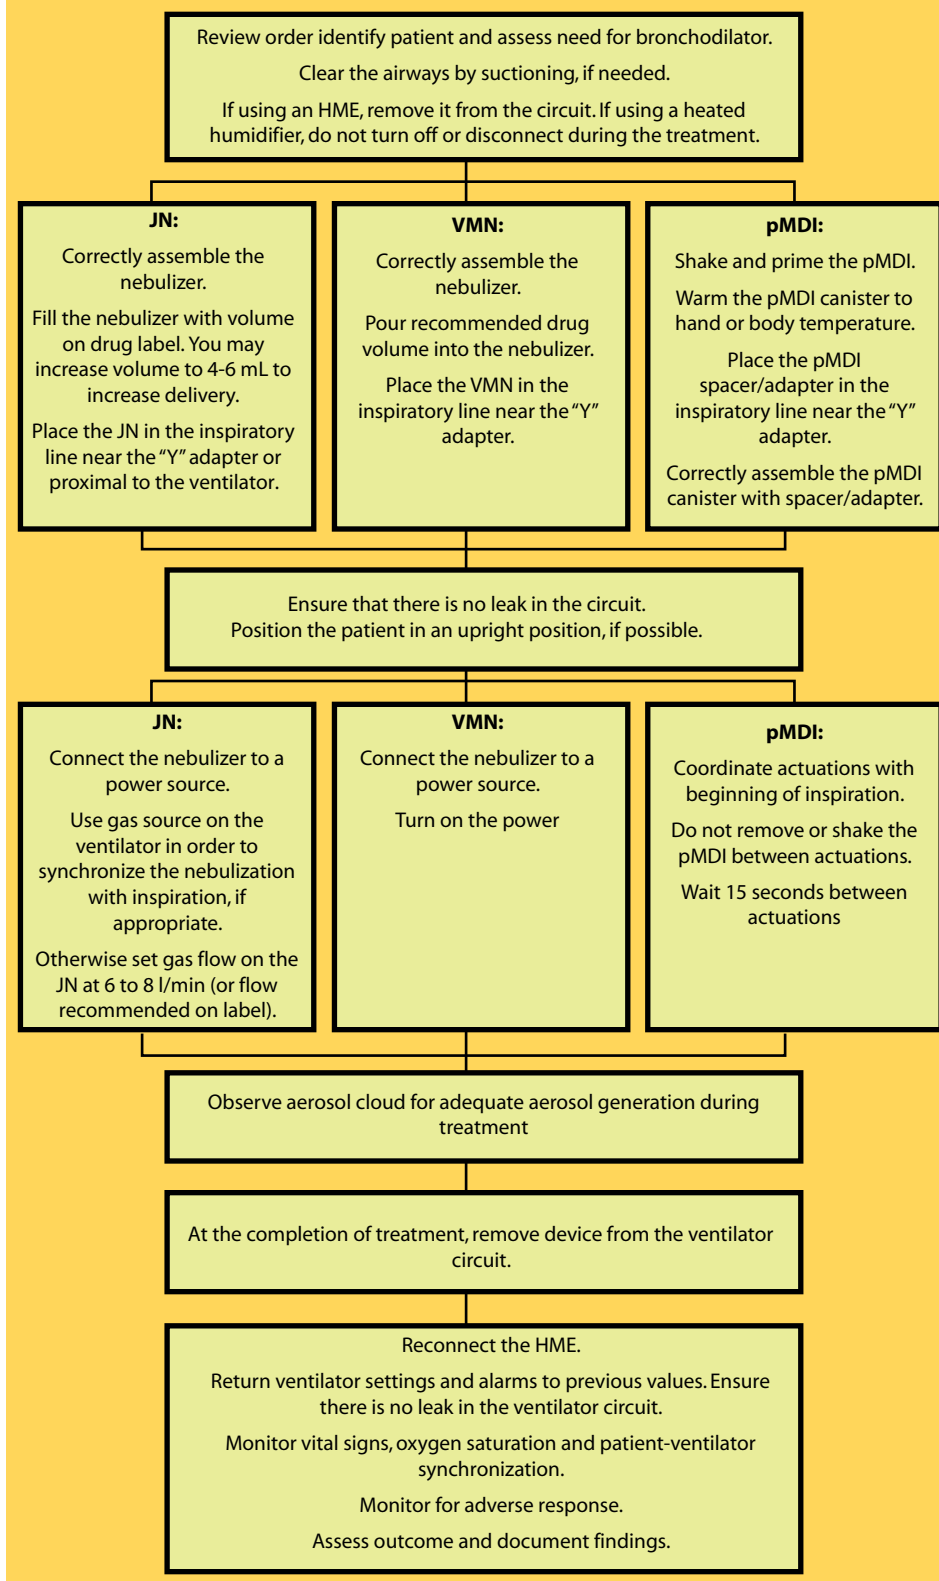 Review order identify patient and assess need for bronchodilator.
Clear the airways by suctioning, if needed.
If using an HME, remove it from the circuit. If using a heated
humidifier, do not turn off or disconnect during the treatment.
JN:
Correctly assemble the
nebulizer.
Fill the nebulizer with volume
on drug label. You may
increase volume to 4-6 mL to
increase delivery.
Place the JN in the inspiratory
line near the “Y” adapter or
proximal to the ventilator.
VMN:
Correctly assemble the
nebulizer.
Pour recommended drug
volume into the nebulizer.
Place the VMN in the
inspiratory line near the “Y”
adapter.
pMDI:
Shake and prime the pMDI.
Warm the pMDI canister to
hand or body temperature.
Place the pMDI
spacer/adapter in the
inspiratory line near the “Y”
adapter.
Correctly assemble the pMDI
canister with spacer/adapter.
Ensure that there is no leak in the circuit.
Position the patient in an upright position, if possible.
JN:
Connect the nebulizer to a
power source.
Use gas source on the
ventilator in order to
synchronize the nebulization
with inspiration, if
appropriate.
Otherwise set gas flow on the
JN at 6 to 8 l/min (or flow
recommended on label).
VMN:
Connect the nebulizer to a
power source.
Turn on the power
pMDI:
Coordinate actuations with
beginning of inspiration.
Do not remove or shake the
pMDI between actuations.
Wait 15 seconds between
actuations
Observe aerosol cloud for adequate aerosol generation during
treatment
At the completion of treatment, remove device from the ventilator
circuit.
Reconnect the HME.
Return ventilator settings and alarms to previous values. Ensure
there is no leak in the ventilator circuit.
Monitor vital signs, oxygen saturation and patient-ventilator
synchronization.
Monitor for adverse response.
Assess outcome and document findings.